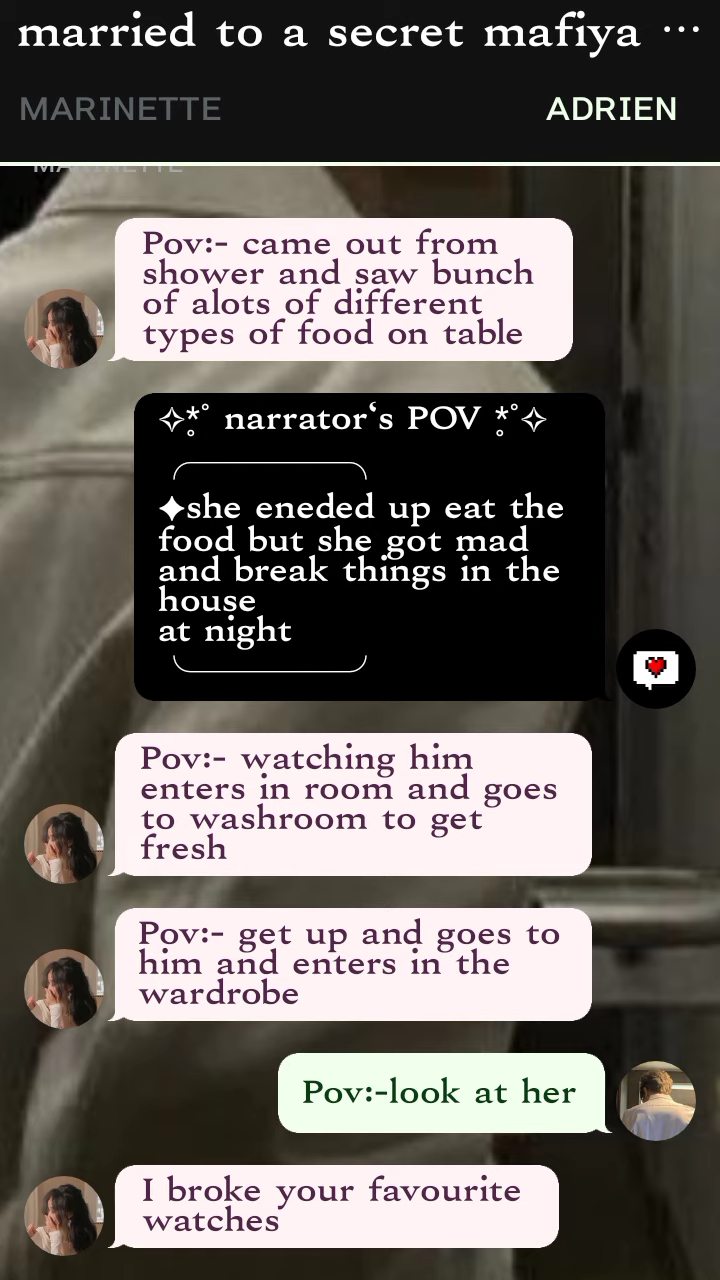 married to a secret mafiya ···
MARINETTE ADRIEN
MARINETTE
Pov:- came out from
shower and saw bunch
of alots of different
types of food on table
✧*̥˚ narrator‘s POV *̥˚✧
✦she eneded up eat the
food but she got mad
and break things in the
house
at night
Pov:- watching him
enters in room and goes
to washroom to get
fresh
Pov:- get up and goes to
him and enters in the
wardrobe
Pov:-look at her
I broke your favourite
watches